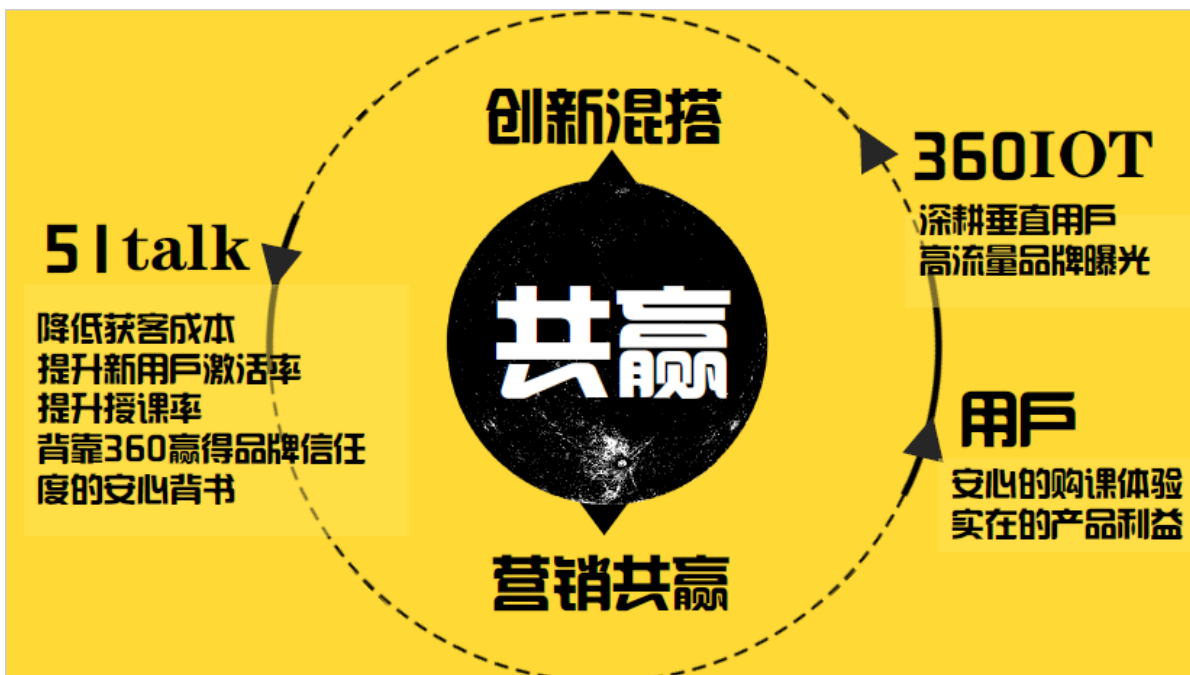 创新混搭
共赢
营销共赢
51talk
降低获客成本
提升新用戶激活率
提升授课率
背靠360赢得品牌信任
度的安心背书
360IOT
深耕垂直用戶
高流量品牌曝光
用戶
安心的购课体验
实在的产品利益